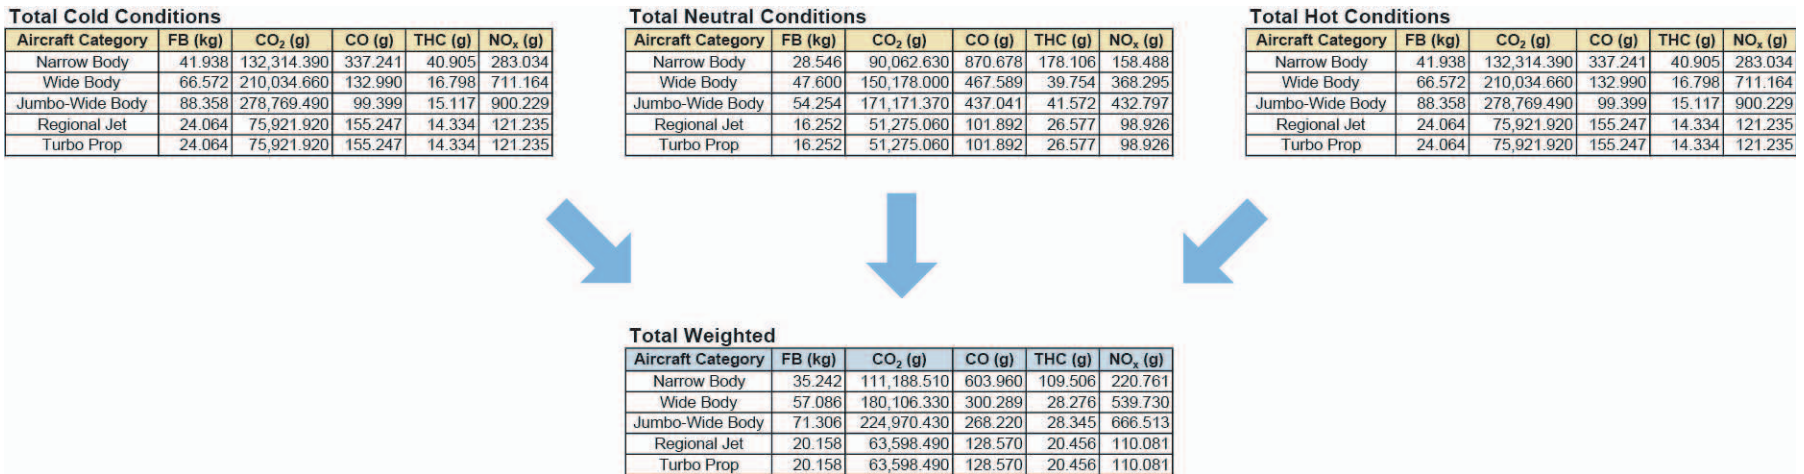 Total Cold Conditions
Aircraft Category FB (kg) CO₂ (g) CO (g) THC (g) NOₓ (g)
Narrow Body 41.938 132,314.390 337.241 40.905 283.034
Wide Body 66.572 210,034.660 132.990 16.798 711.164
Jumbo-Wide Body 88.358 278,769.490 99.399 15.117 900.229
Regional Jet 24.064 75,921.920 155.247 14.334 121.235
Turbo Prop 24.064 75,921.920 155.247 14.334 121.235
Total Neutral Conditions
Aircraft Category FB (kg) CO₂ (g) CO (g) THC (g) NOₓ (g)
Narrow Body 28.546 90,062.630 870.678 178.106 158.488
Wide Body 47.600 150,178.000 467.589 39.754 368.295
Jumbo-Wide Body 54.254 171,171.370 437.041 41.572 432.797
Regional Jet 16.252 51,275.060 101.892 26.577 98.926
Turbo Prop 16.252 51,275.060 101.892 26.577 98.926
Total Hot Conditions
Aircraft Category FB (kg) CO₂ (g) CO (g) THC (g) NOₓ (g)
Narrow Body 41.938 132,314.390 337.241 40.905 283.034
Wide Body 66.572 210,034.660 132.990 16.798 711.164
Jumbo-Wide Body 88.358 278,769.490 99.399 15.117 900.229
Regional Jet 24.064 75,921.920 155.247 14.334 121.235
Turbo Prop 24.064 75,921.920 155.247 14.334 121.235
Total Weighted
Aircraft Category FB (kg) CO₂ (g) CO (g) THC (g) NOₓ (g)
Narrow Body 35.242 111,188.510 603.960 109.506 220.761
Wide Body 57.086 180,106.330 300.289 28.276 539.730
Jumbo-Wide Body 71.306 224,970.430 268.220 28.345 666.513
Regional Jet 20.158 63,598.490 128.570 20.456 110.081
Turbo Prop 20.158 63,598.490 128.570 20.456 110.081